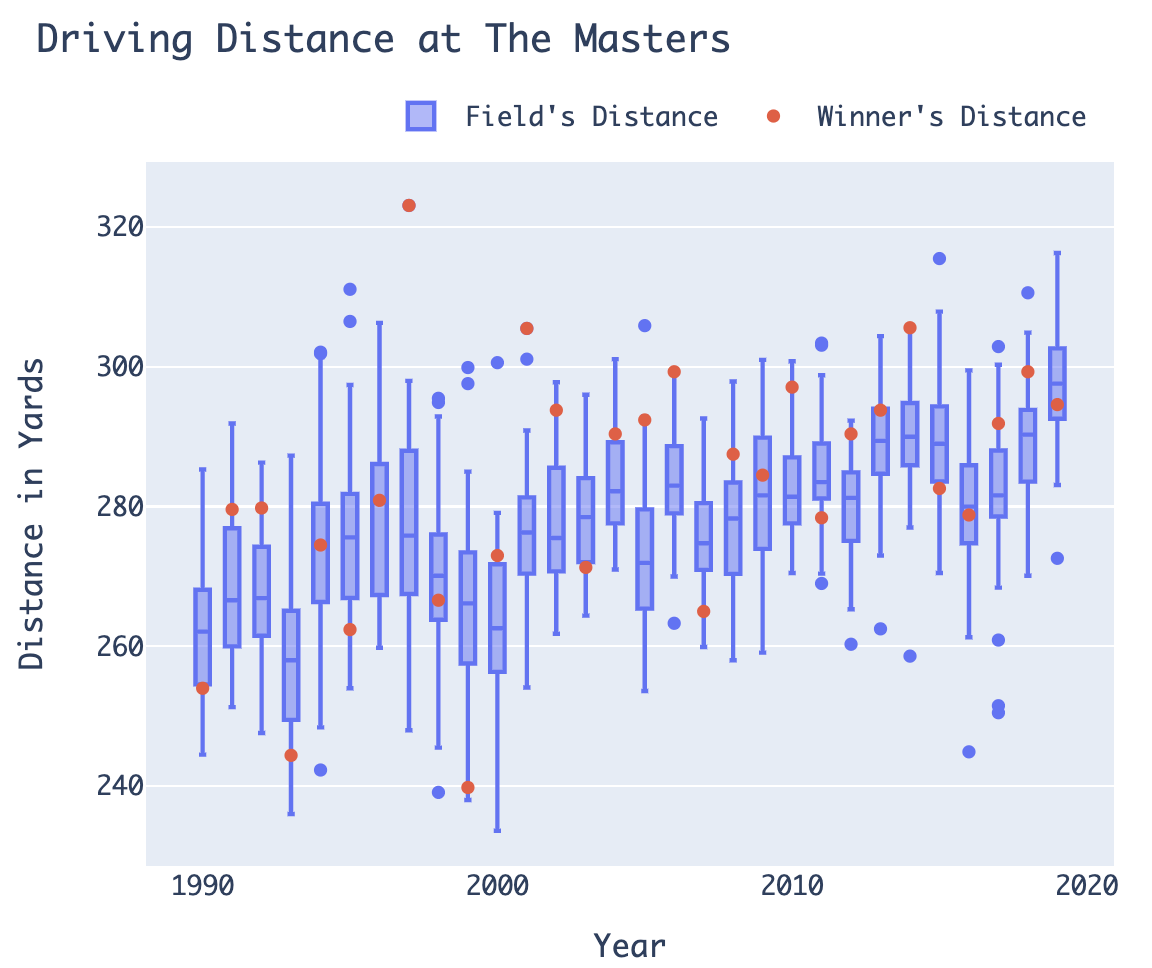 Driving Distance at The Masters
Field's Distance
Winner's Distance
320
300
280
260
240
Distance in Yards
1990
2000
2010
2020
Year